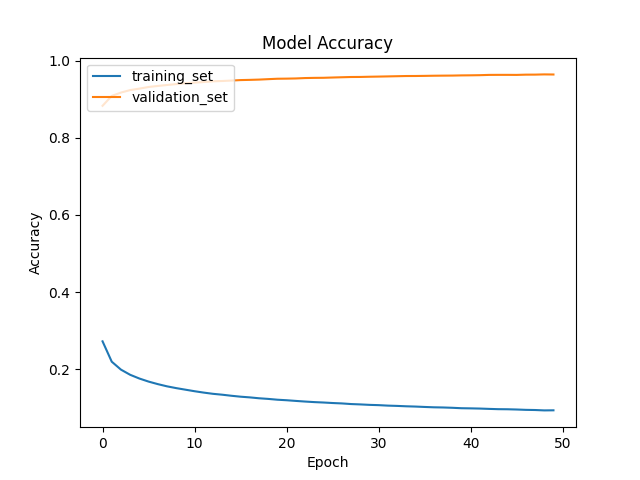 Model Accuracy
training_set
validation_set
Accuracy
1.0
0.8
0.6
0.4
0.2
0 10 20 30 40 50
Epoch